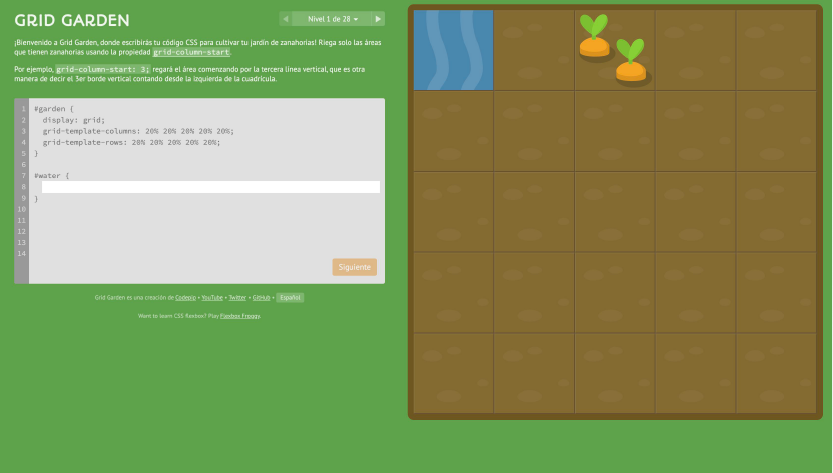 GRID GARDEN
Nivel 1 de 28
¡Bienvenido a Grid Garden, donde escribirás tu código CSS para cultivar tu jardín de zanahorias! Riega solo las áreas
que tienen zanahorias usando la propiedad grid-column-start.
Por ejemplo, grid-column-start: 3; regará el área comenzando por la tercera línea vertical, que es otra
manera de decir el 3er borde vertical contando desde la izquierda de la cuadrícula.
1 #garden {
2 display: grid;
3 grid-template-columns: 20% 20% 20% 20% 20%;
4 grid-template-rows: 20% 20% 20% 20% 20%;
5 }
6
7 #water {
8
9 }
10
11
12
13
14
Siguiente
Grid Garden es una creación de Codepip • YouTube • Twitter • GitHub • Español
Want to learn CSS flexbox? Play Flexbox Froggy.